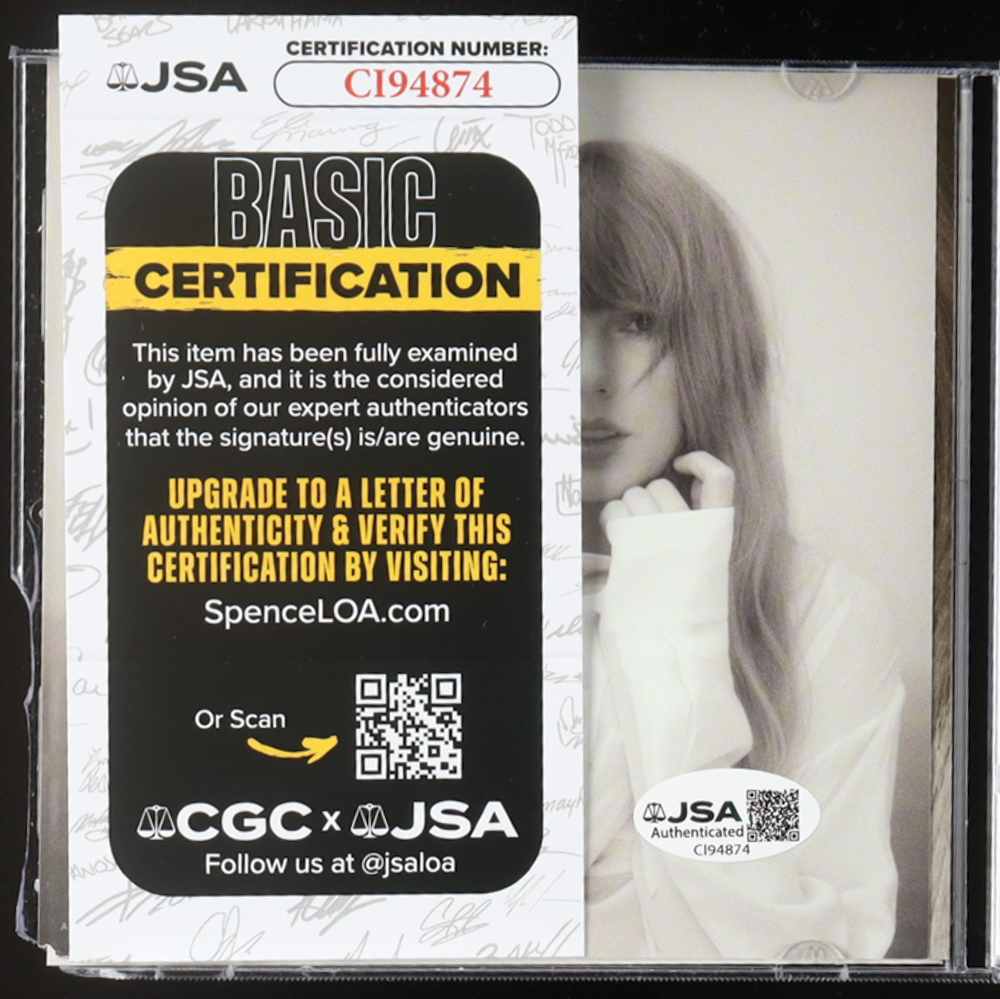 CERTIFICATION NUMBER:
JSA
CI94874
BASIC
CERTIFICATION
This item has been fully examined
by JSA, and it is the considered
opinion of our expert authenticators
that the signature(s) is/are genuine.
UPGRADE TO A LETTER OF
AUTHENTICITY & VERIFY THIS
CERTIFICATION BY VISITING:
SpenceLOA.com
Or Scan
CGC x JSA
Follow us at @jsaloa
JSA
Authenticated
CI94874